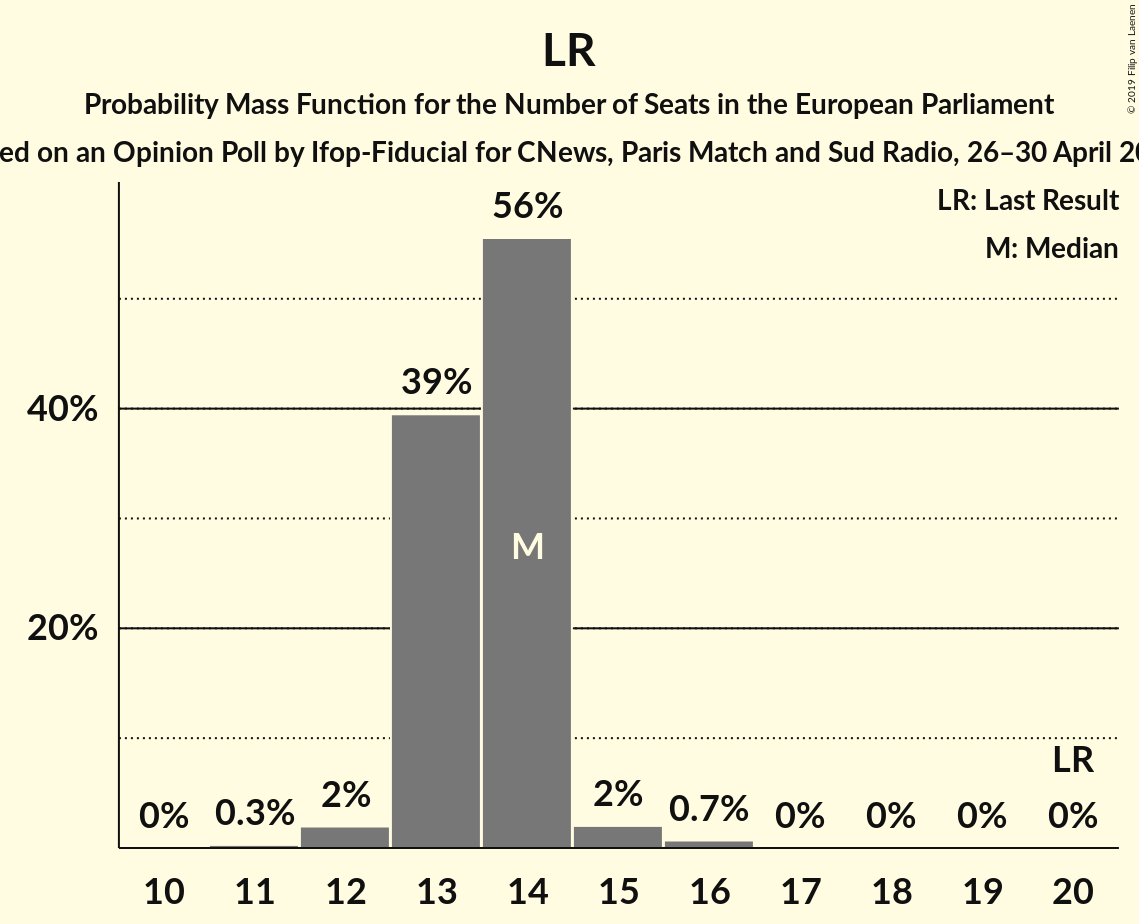 LR
Probability Mass Function for the Number of Seats in the European Parliament
ed on an Opinion Poll by Ifop-Fiducial for CNews, Paris Match and Sud Radio, 26–30 April 20
© 2019 Filip van Laenen
LR: Last Result
M: Median
56%
39%
40%
M
20%
LR
0% 0.3% 2% 2% 0.7% 0% 0% 0% 0%
10 11 12 13 14 15 16 17 18 19 20